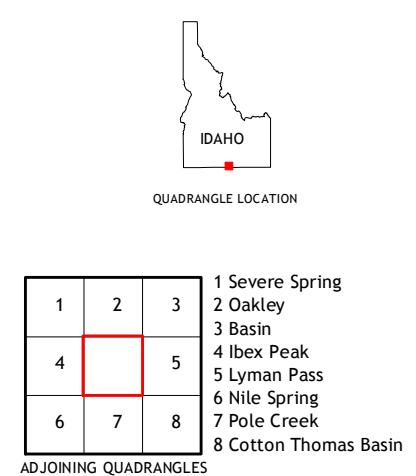 IDAHO
QUADRANGLE LOCATION
1 2 3
4 5
6 7 8
1 Severe Spring
2 Oakley
3 Basin
4 Ibex Peak
5 Lyman Pass
6 Nile Spring
7 Pole Creek
8 Cotton Thomas Basin
ADJOINING QUADRANGLES